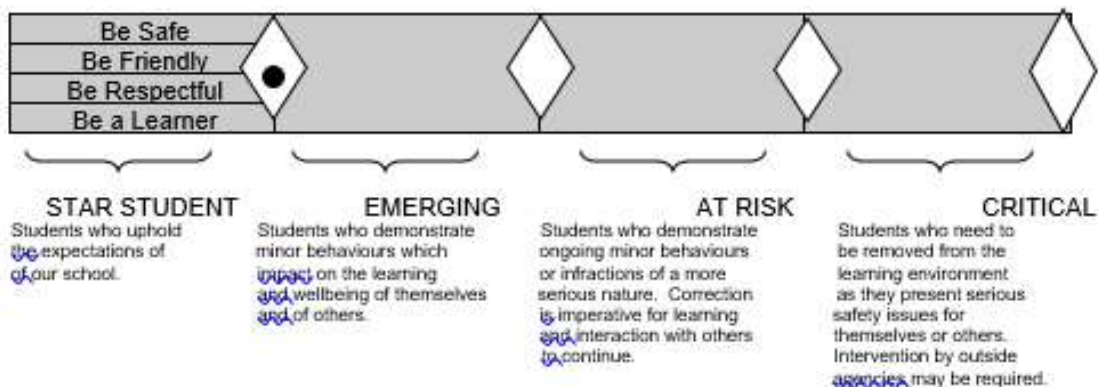 Be Safe
Be Friendly
Be Respectful
Be a Learner
STAR STUDENT
Students who uphold
the expectations of
of our school.
EMERGING
Students who demonstrate
minor behaviours which
impact on the learning
and wellbeing of themselves
and of others.
AT RISK
Students who demonstrate
ongoing minor behaviours
or infractions of a more
serious nature. Correction
is imperative for learning
and interaction with others
to continue.
CRITICAL
Students who need to
be removed from the
learning environment
as they present serious
safety issues for
themselves or others.
Intervention by outside
agencies may be required.